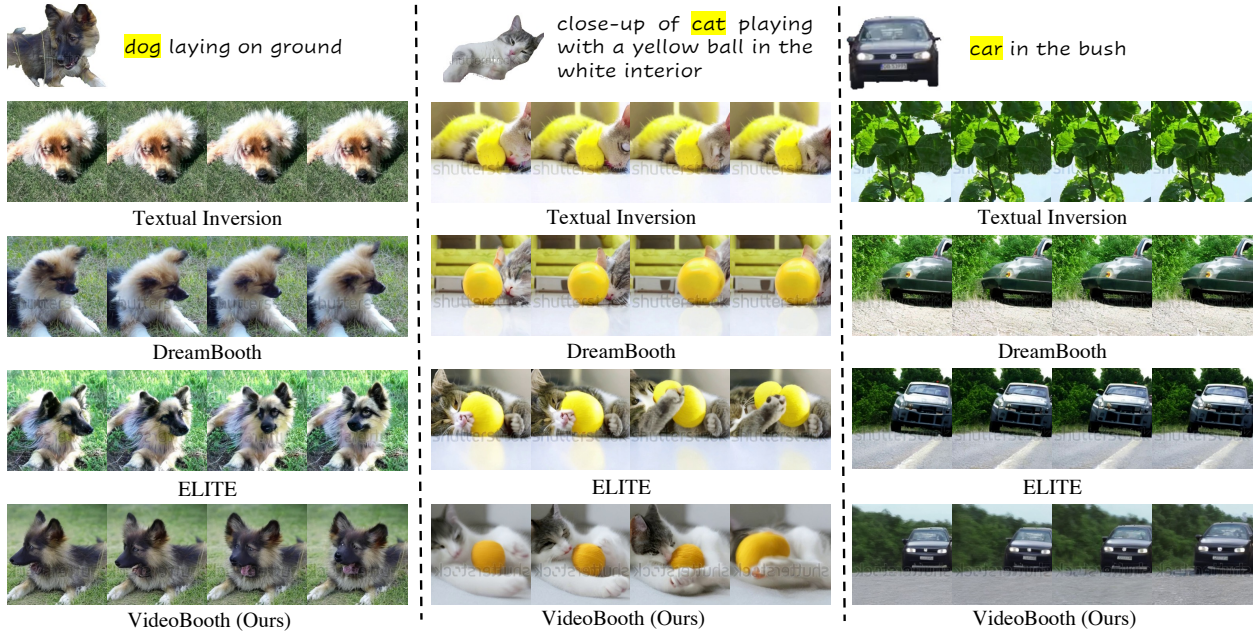 dog laying on ground
Textual Inversion
DreamBooth
ELITE
VideoBooth (Ours)
close-up of cat playing
with a yellow ball in the
white interior
Textual Inversion
DreamBooth
ELITE
VideoBooth (Ours)
car in the bush
Textual Inversion
DreamBooth
ELITE
VideoBooth (Ours)